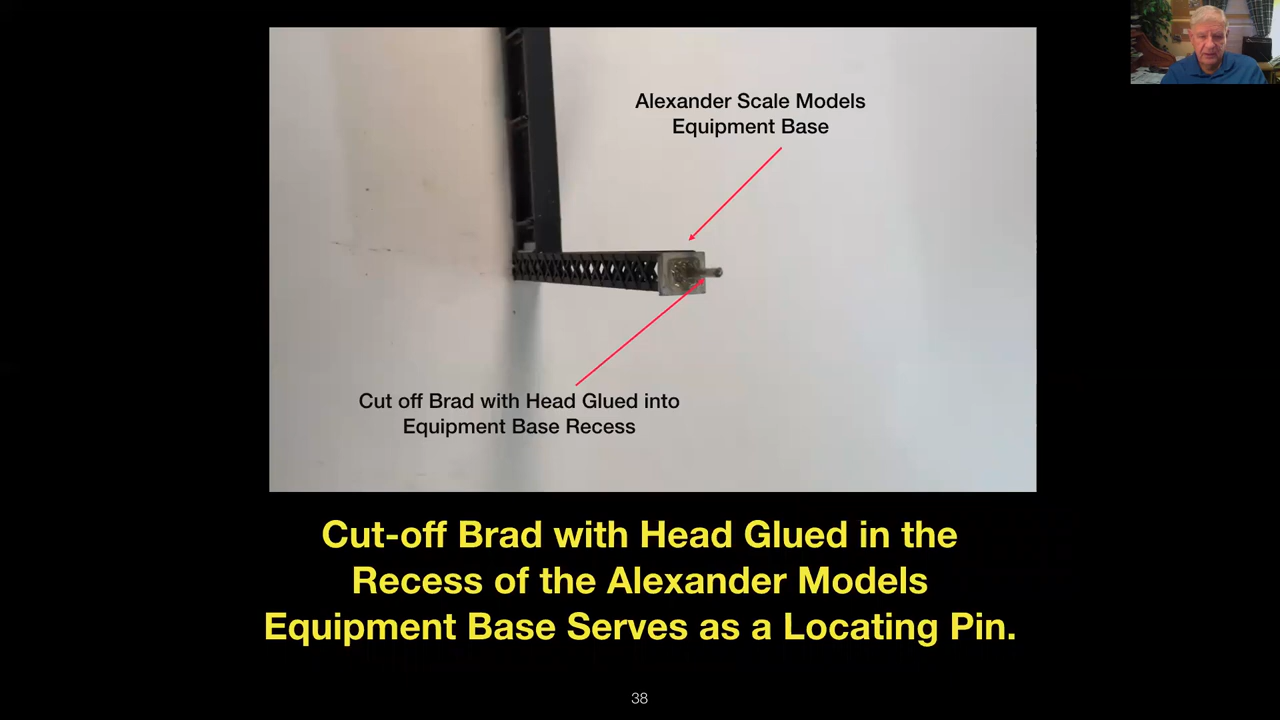 Alexander Scale Models
Equipment Base
Cut off Brad with Head Glued into
Equipment Base Recess
Cut-off Brad with Head Glued in the
Recess of the Alexander Models
Equipment Base Serves as a Locating Pin.
38